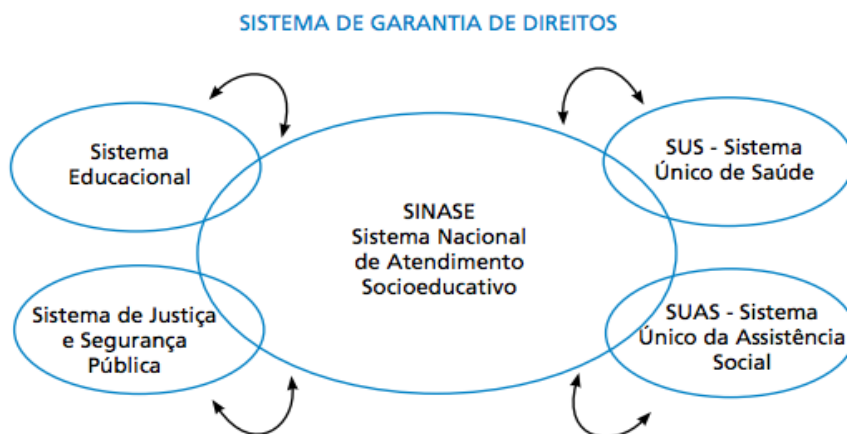 SISTEMA DE GARANTIA DE DIREITOS
Sistema
Educacional
SUS - Sistema
Único de Saúde
SINASE
Sistema Nacional
de Atendimento
Socioeducativo
Sistema de Justiça
e Segurança
Pública
SUAS - Sistema
Único da Assistência
Social